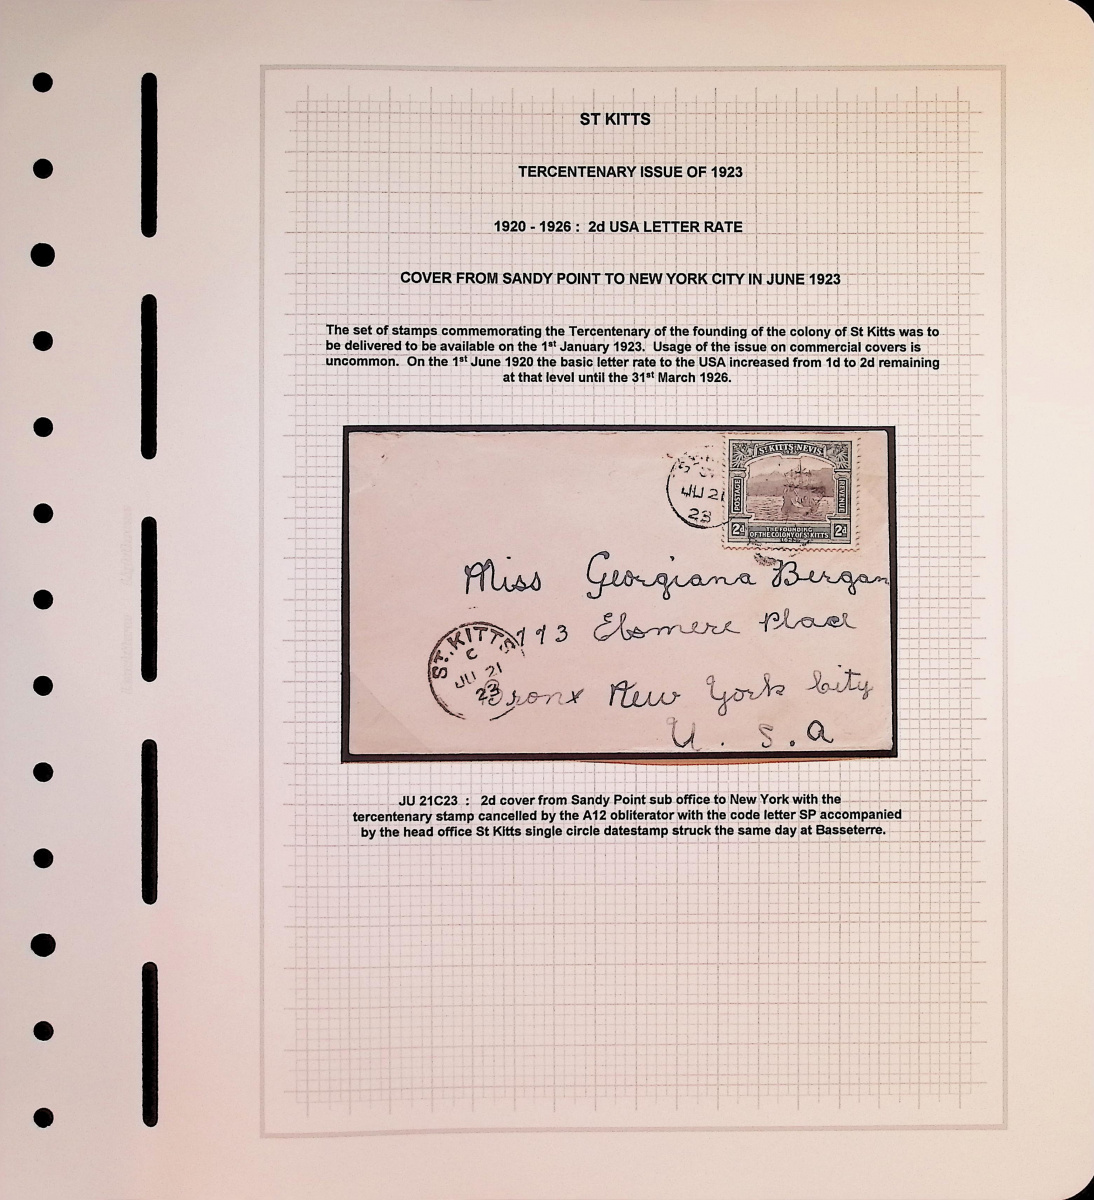 ST KITTS
TERCENTENARY ISSUE OF 1923
1920 - 1926 : 2d USA LETTER RATE
COVER FROM SANDY POINT TO NEW YORK CITY IN JUNE 1923
The set of stamps commemorating the Tercentenary of the founding of the colony of St Kitts was to
be delivered to be available on the 1st January 1923. Usage of the issue on commercial covers is
uncommon. On the 1st June 1920 the basic letter rate to the USA increased from 1d to 2d remaining
at that level until the 31st March 1926.
JU 21
23
ST KITTS-NEVIS
POSTAGE
REVENUE
2d
2d
THE FOUNDING
OF THE COLONY OF ST KITTS
1623
Miss Georgiana Bergan
Elsmere Place
ST. KITTS
C
JU 21
23
Bronx New York City
U. S. A
JU 21C23 : 2d cover from Sandy Point sub office to New York with the
tercentenary stamp cancelled by the A12 obliterator with the code letter SP accompanied
by the head office St Kitts single circle datestamp struck the same day at Basseterre.